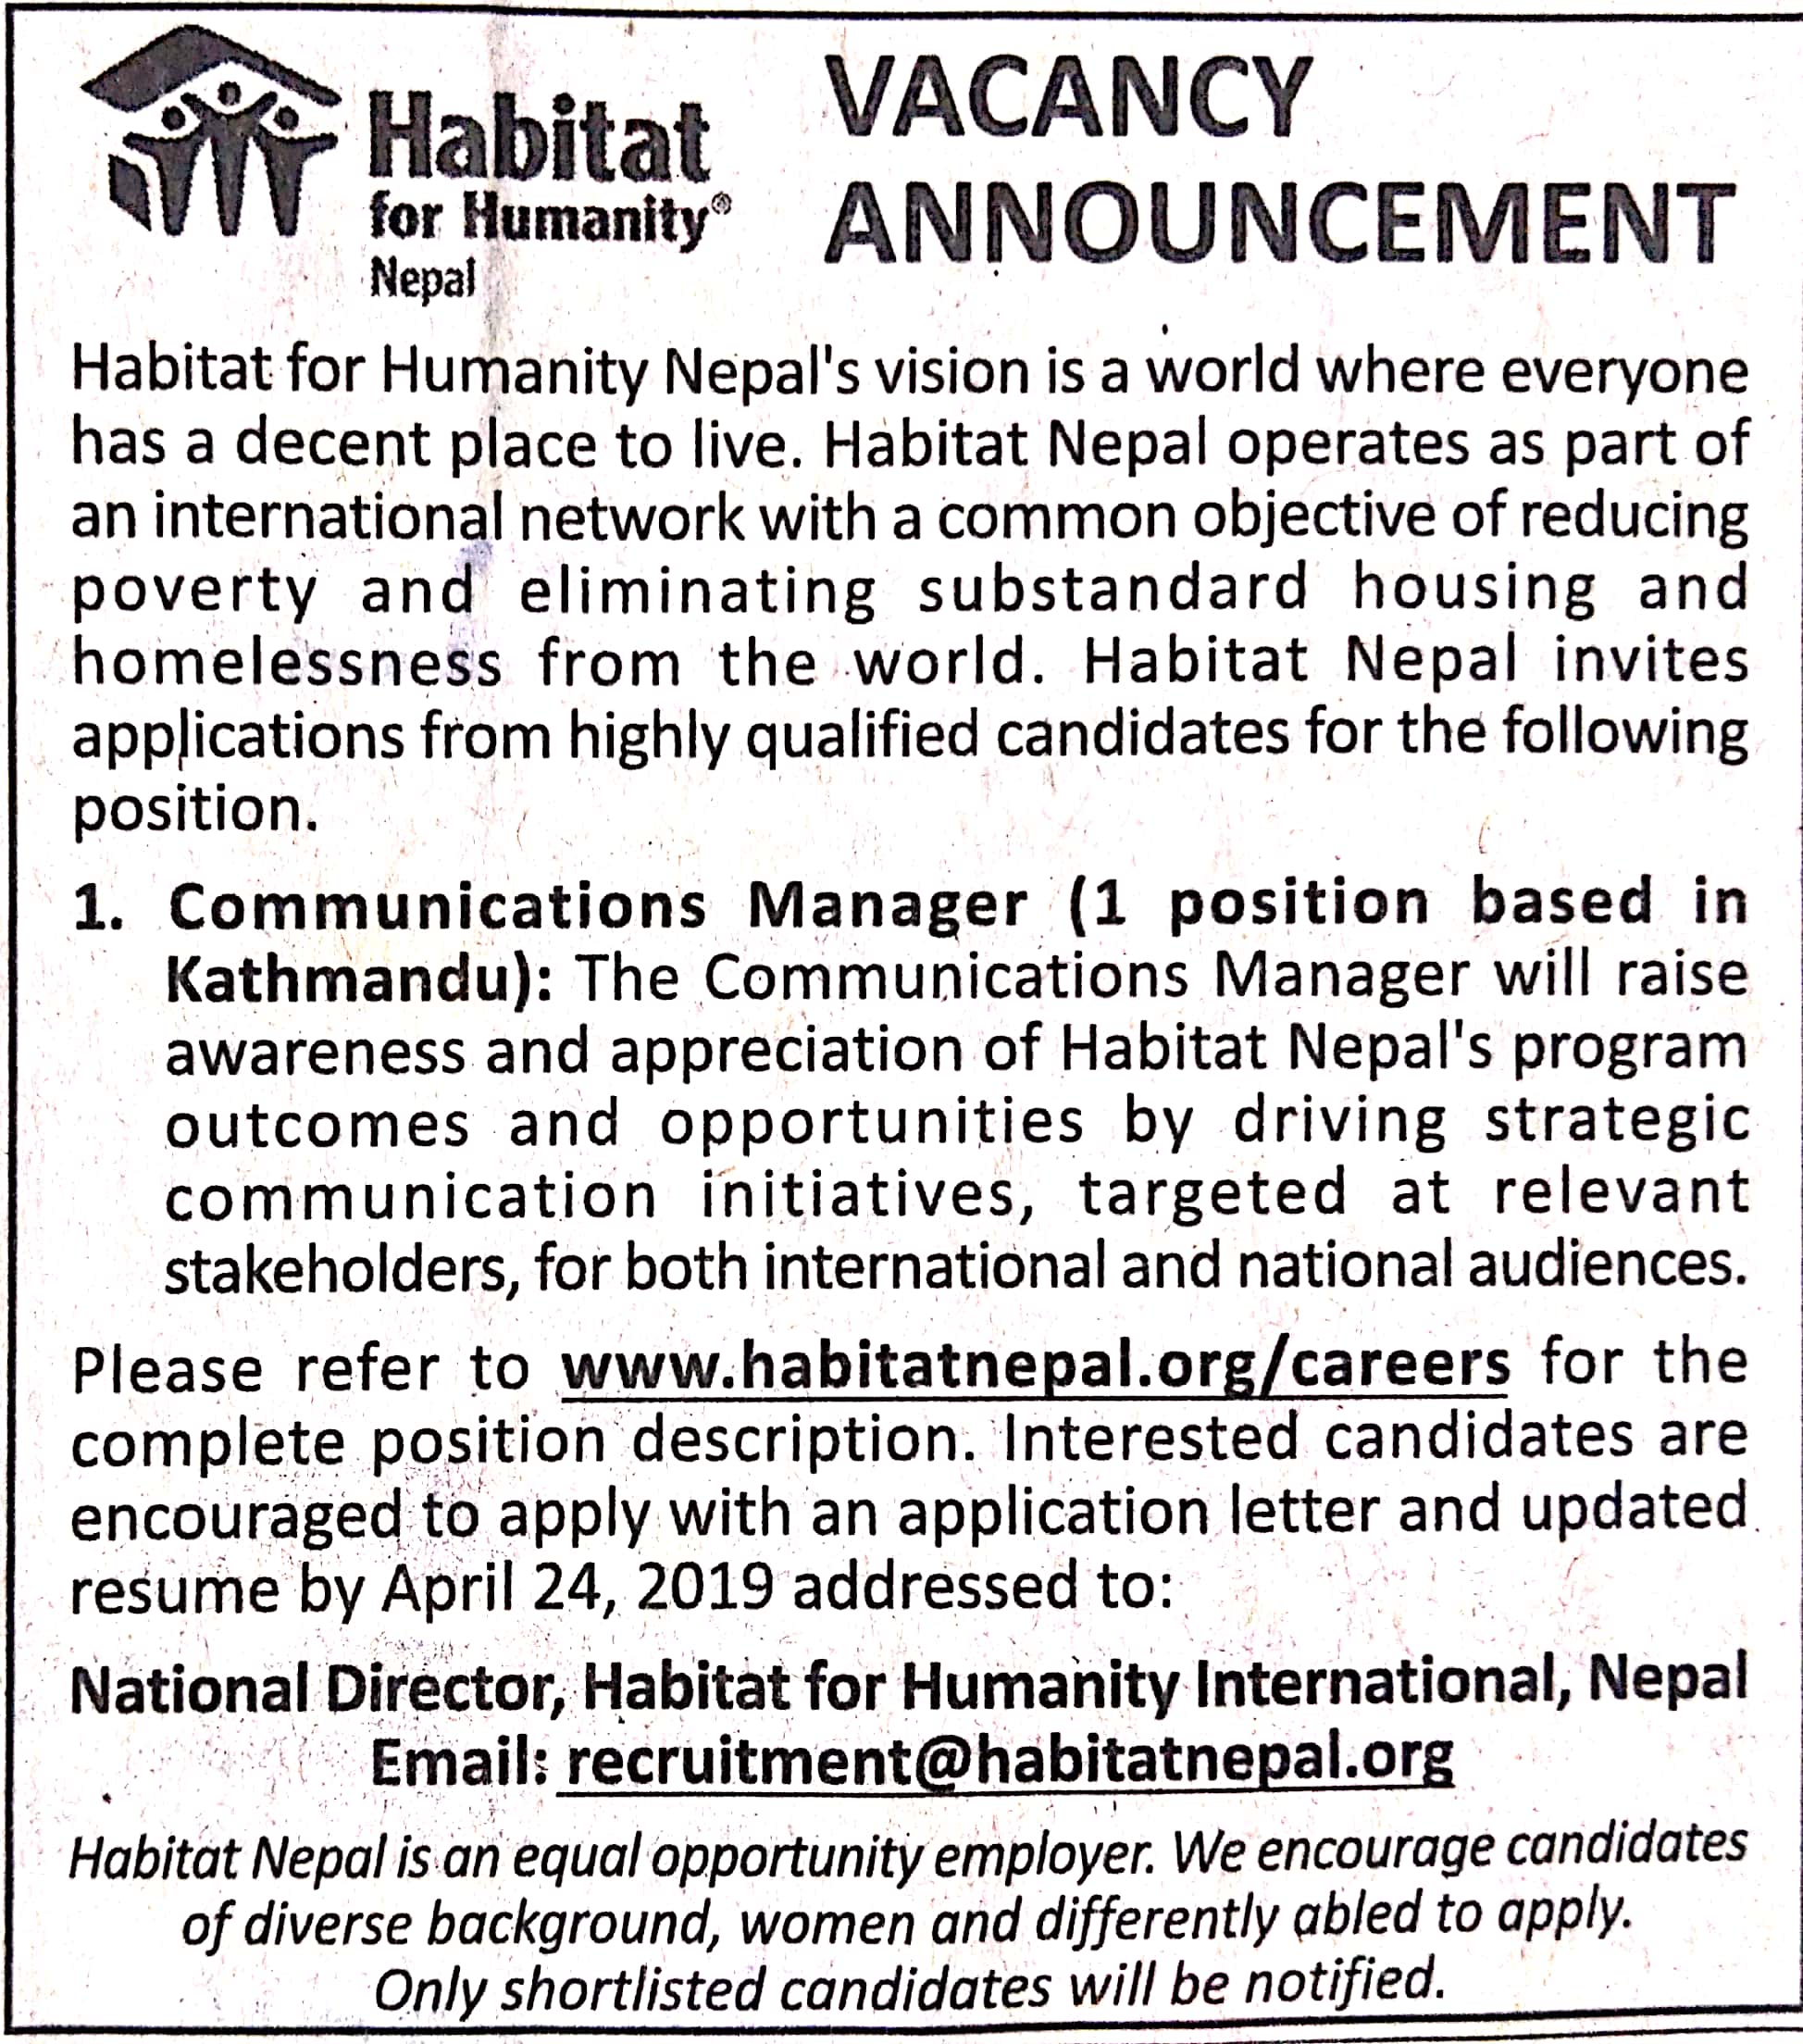 Habitat
for Humanity®
Nepal
VACANCY
ANNOUNCEMENT
Habitat for Humanity Nepal's vision is a world where everyone
has a decent place to live. Habitat Nepal operates as part of
an international network with a common objective of reducing
poverty and eliminating substandard housing and
homelessness from the world. Habitat Nepal invites
applications from highly qualified candidates for the following
position.
1. Communications Manager (1 position based in
Kathmandu): The Communications Manager will raise
awareness and appreciation of Habitat Nepal's program
outcomes and opportunities by driving strategic
communication initiatives, targeted at relevant
stakeholders, for both international and national audiences.
Please refer to www.habitatnepal.org/careers for the
complete position description. Interested candidates are
encouraged to apply with an application letter and updated
resume by April 24, 2019 addressed to:
National Director, Habitat for Humanity International, Nepal
Email: recruitment@habitatnepal.org
Habitat Nepal is an equal opportunity employer. We encourage candidates
of diverse background, women and differently abled to apply.
Only shortlisted candidates will be notified.